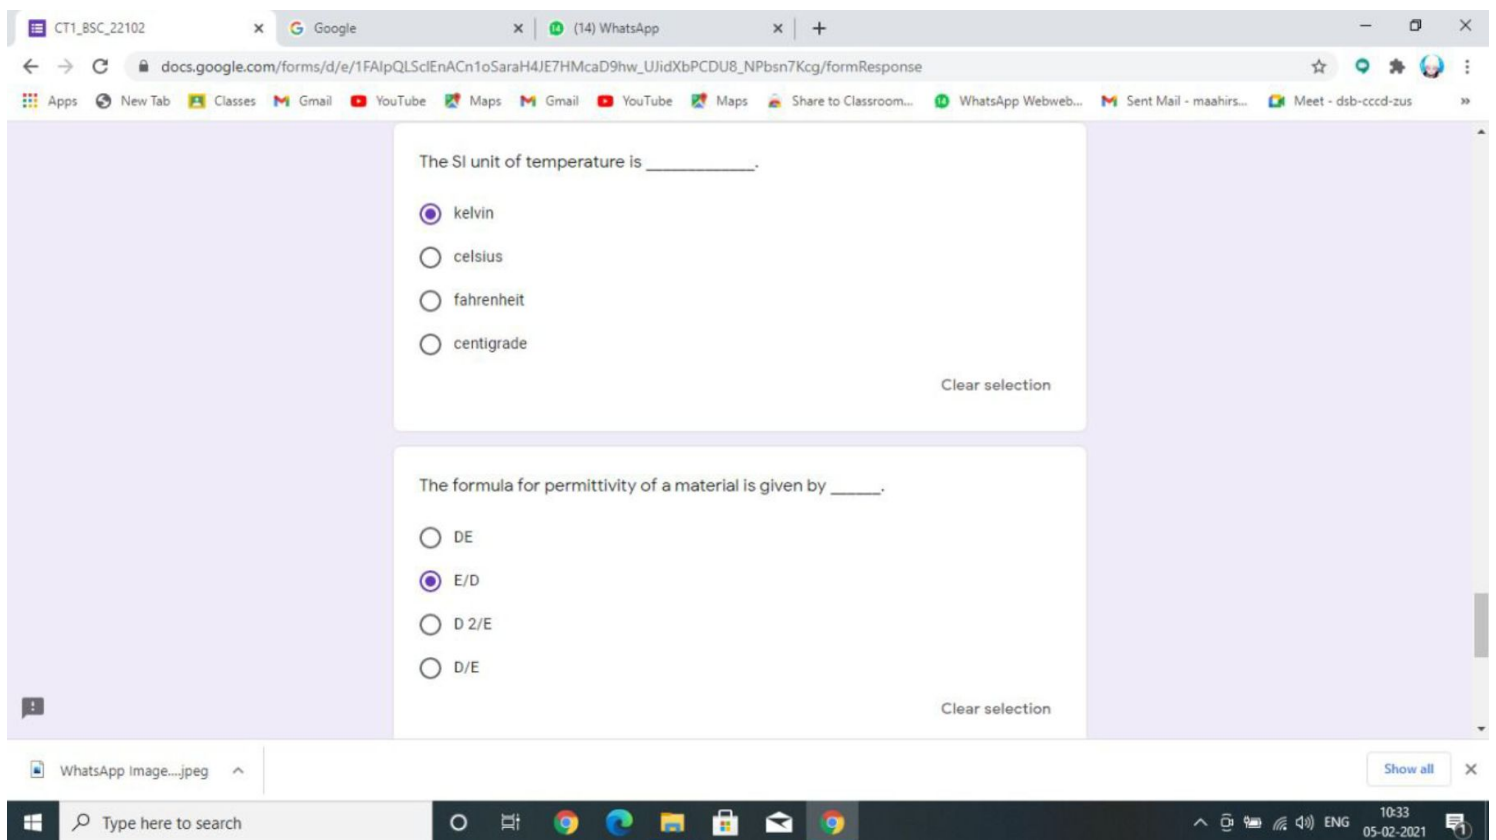 CT1_BSC_22102
Google
(14) WhatsApp
docs.google.com/forms/d/e/1FAIpQLSclEnACn1oSaraH4JE7HMcaD9hw_UJidXbPCDU8_NPbsn7Kcg/formResponse
Apps New Tab Classes Gmail YouTube Maps Gmail YouTube Maps Share to Classroom... WhatsApp Webweb... Sent Mail - maahirs... Meet - dsb-cccd-zus »
The SI unit of temperature is ____________.
kelvin
celsius
fahrenheit
centigrade
Clear selection
The formula for permittivity of a material is given by ______.
DE
E/D
D 2/E
D/E
Clear selection
WhatsApp Image....jpeg
Show all
Type here to search
ENG
10:33
05-02-2021